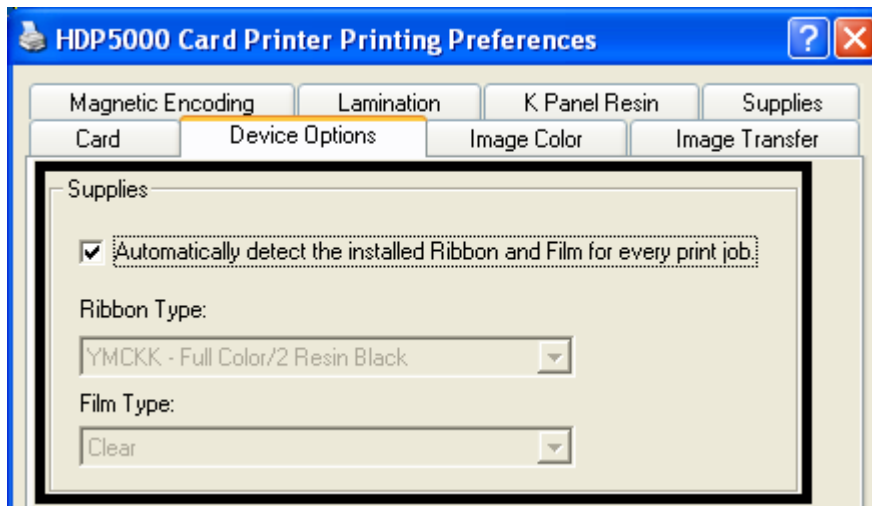 HDP5000 Card Printer Printing Preferences
Magnetic Encoding Lamination K Panel Resin Supplies
Card Device Options Image Color Image Transfer
Supplies
Automatically detect the installed Ribbon and Film for every print job.
Ribbon Type:
YMCKK - Full Color/2 Resin Black
Film Type:
Clear